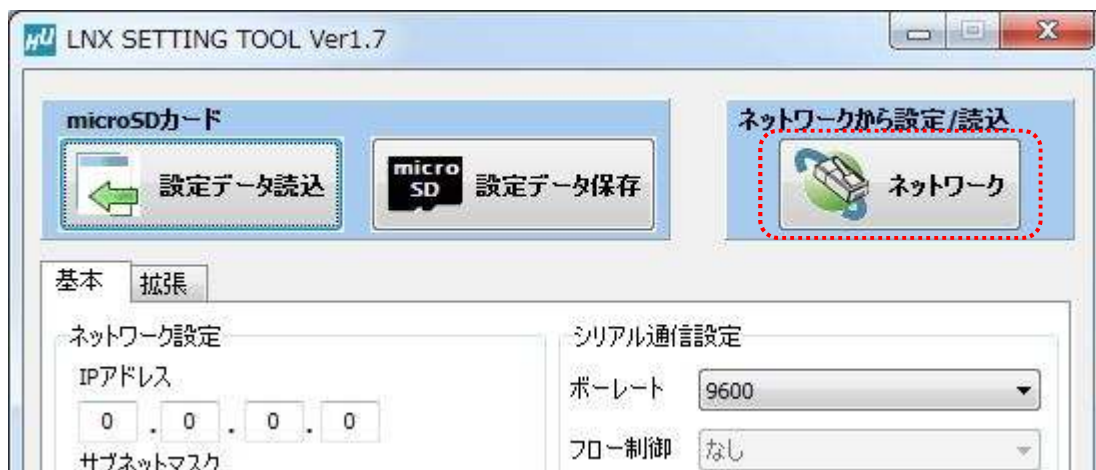 LNX SETTING TOOL Ver1.7
microSDカード
設定データ読込
micro
SD
設定データ保存
ネットワークから設定/読込
ネットワーク
基本
拡張
ネットワーク設定
IPアドレス
0 . 0 . 0 . 0
サブネットマスク
シリアル通信設定
ボーレート 9600
フロー制御 なし